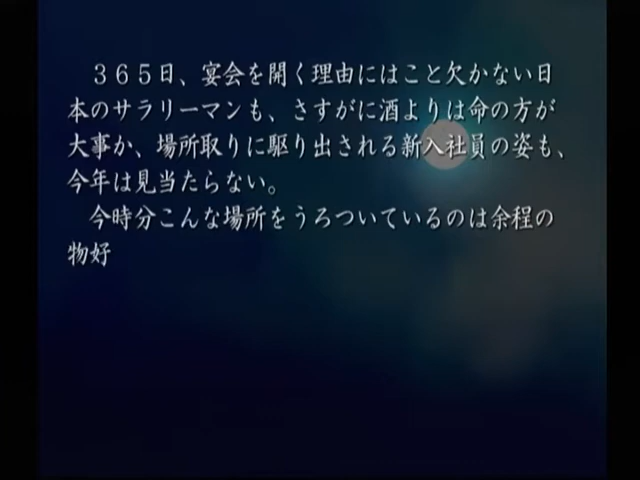 ３６５日、宴会を開く理由にはこと欠かない日
本のサラリーマンも、さすがに酒よりは命の方が
大事か、場所取りに駆り出される新入社員の姿も、
今年は見当たらない。
　今時分こんな場所をうろついているのは余程の
物好